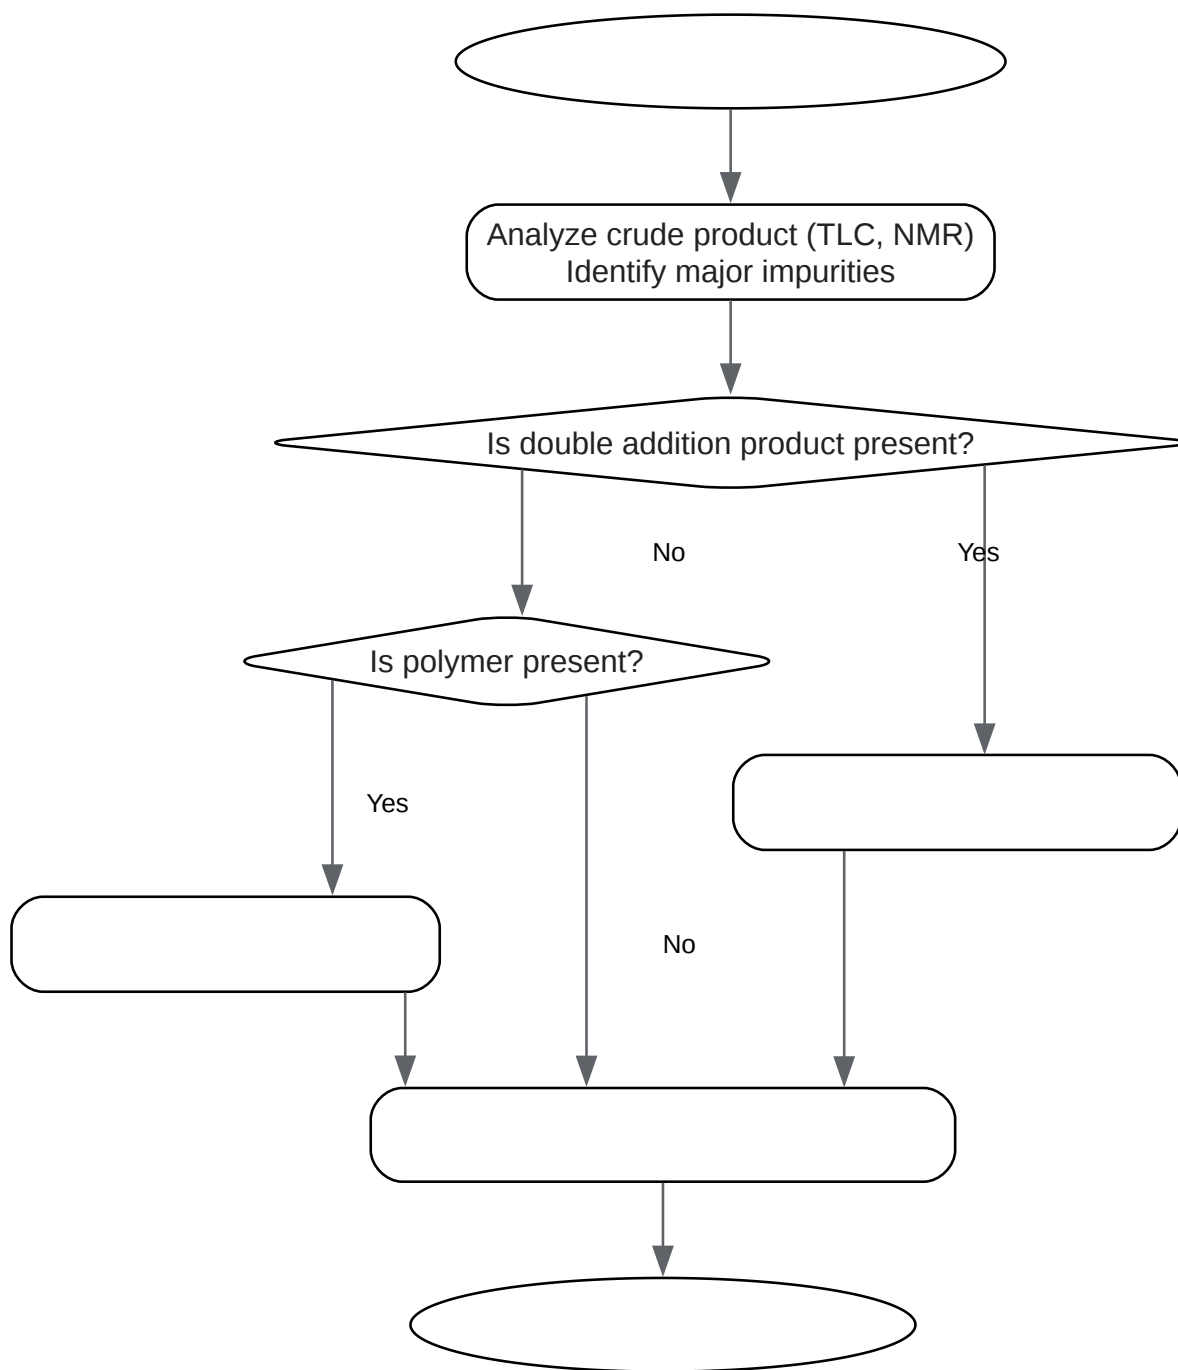 Analyze crude product (TLC, NMR)
Identify major impurities
Is double addition product present?
No
Yes
Is polymer present?
Yes
No